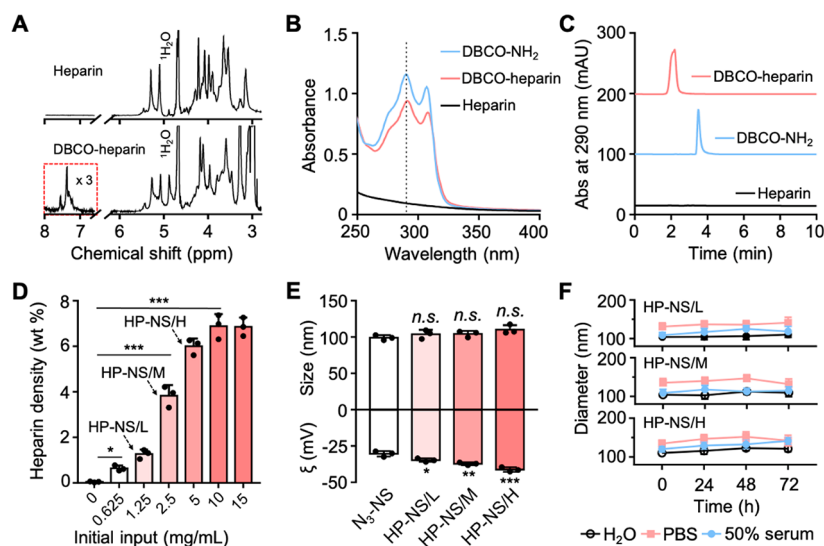 A
Heparin
¹H₂O
DBCO-heparin
¹H₂O
x 3
8 7 6 4 3
Chemical shift (ppm)
B
Absorbance
1.5
1.0
0.5
0
DBCO-NH₂
DBCO-heparin
Heparin
250 300 350 400
Wavelength (nm)
C
Abs at 290 nm (mAU)
300
200
100
0
DBCO-heparin
DBCO-NH₂
Heparin
0 2 4 6 8 10
Time (min)
D
Heparin density (wt %)
8
6
4
2
0
***
***
*
HP-NS/H
HP-NS/M
HP-NS/L
0 0.625 1.25 2.5 5 10 15
Initial input (mg/mL)
E
Size (nm)
ξ (mV)
150
100
50
0
-25
-50
n.s. n.s. n.s.
* ** ***
N₃-NS HP-NS/L HP-NS/M HP-NS/H
F
Diameter (nm)
HP-NS/L
100
HP-NS/M
100
HP-NS/H
100
0 24 48 72
Time (h)
H₂O PBS 50% serum